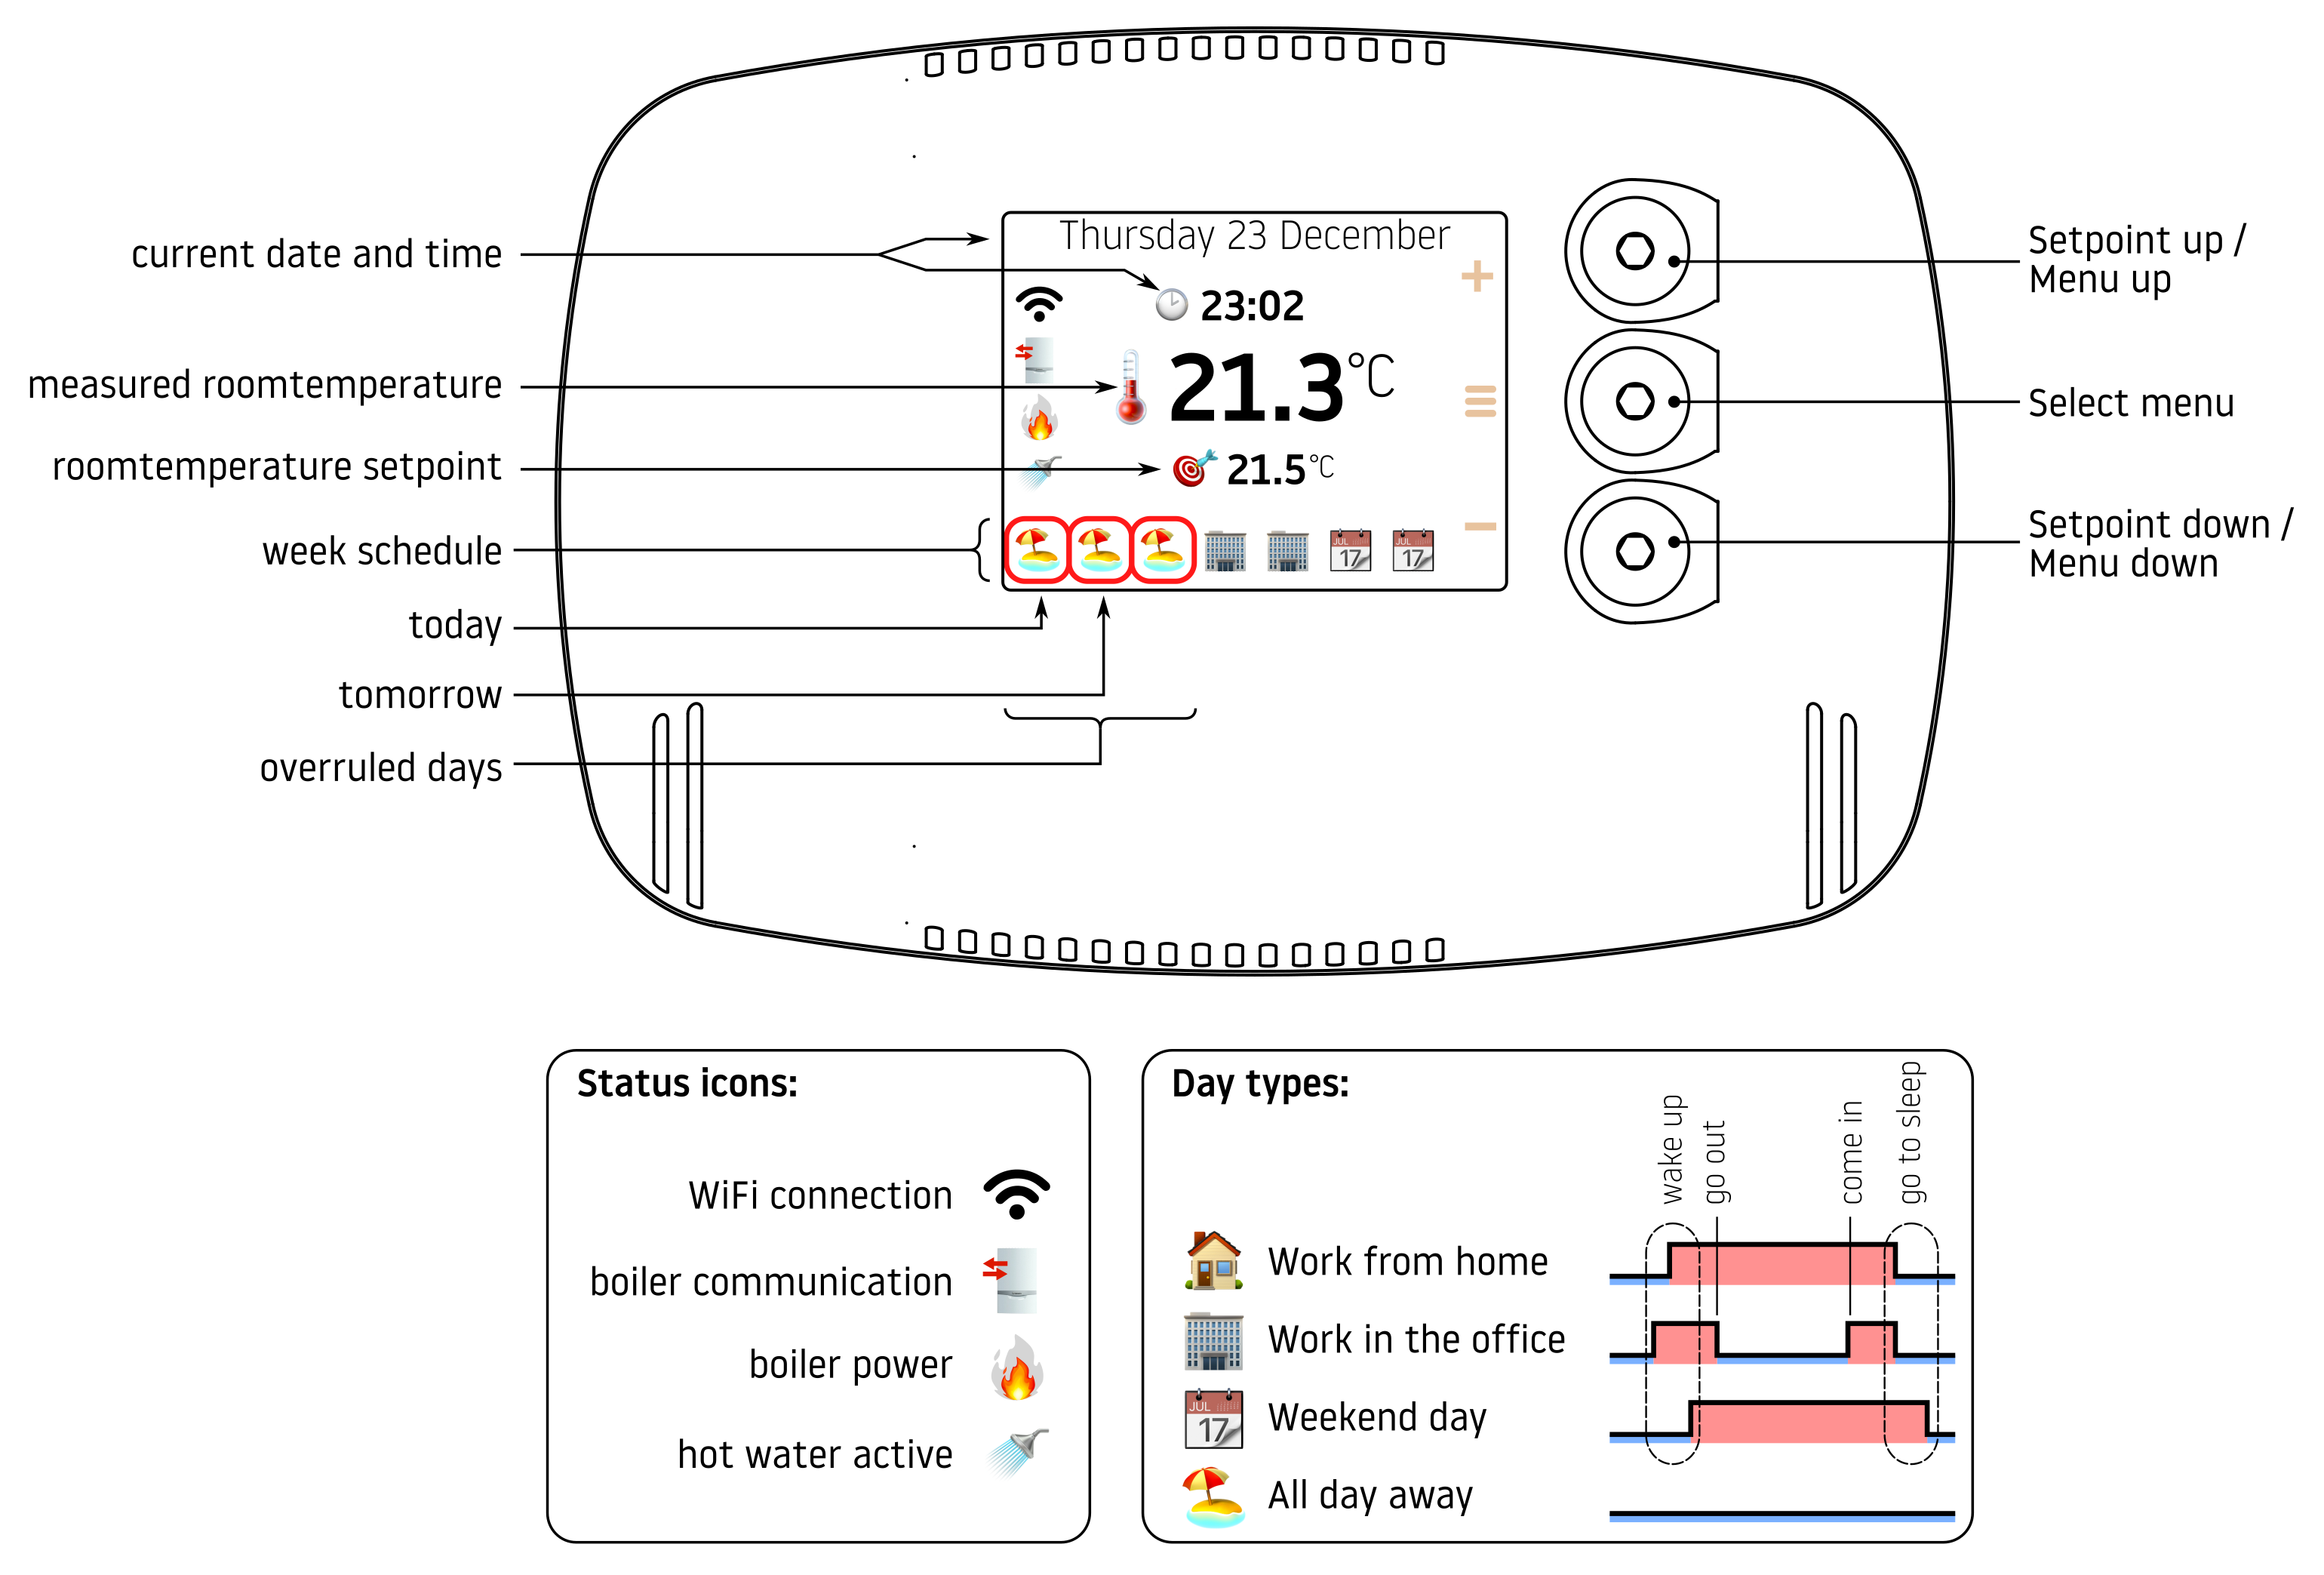 Thursday 23 December
23:02
21.3°C
21.5°C
JUL
17
JUL
17
current date and time
measured roomtemperature
roomtemperature setpoint
week schedule
today
tomorrow
overruled days
Setpoint up /
Menu up
Select menu
Setpoint down /
Menu down
Status icons:
WiFi connection
boiler communication
boiler power
hot water active
Day types:
wake up
go out
come in
go to sleep
Work from home
Work in the office
JUL
17
Weekend day
All day away